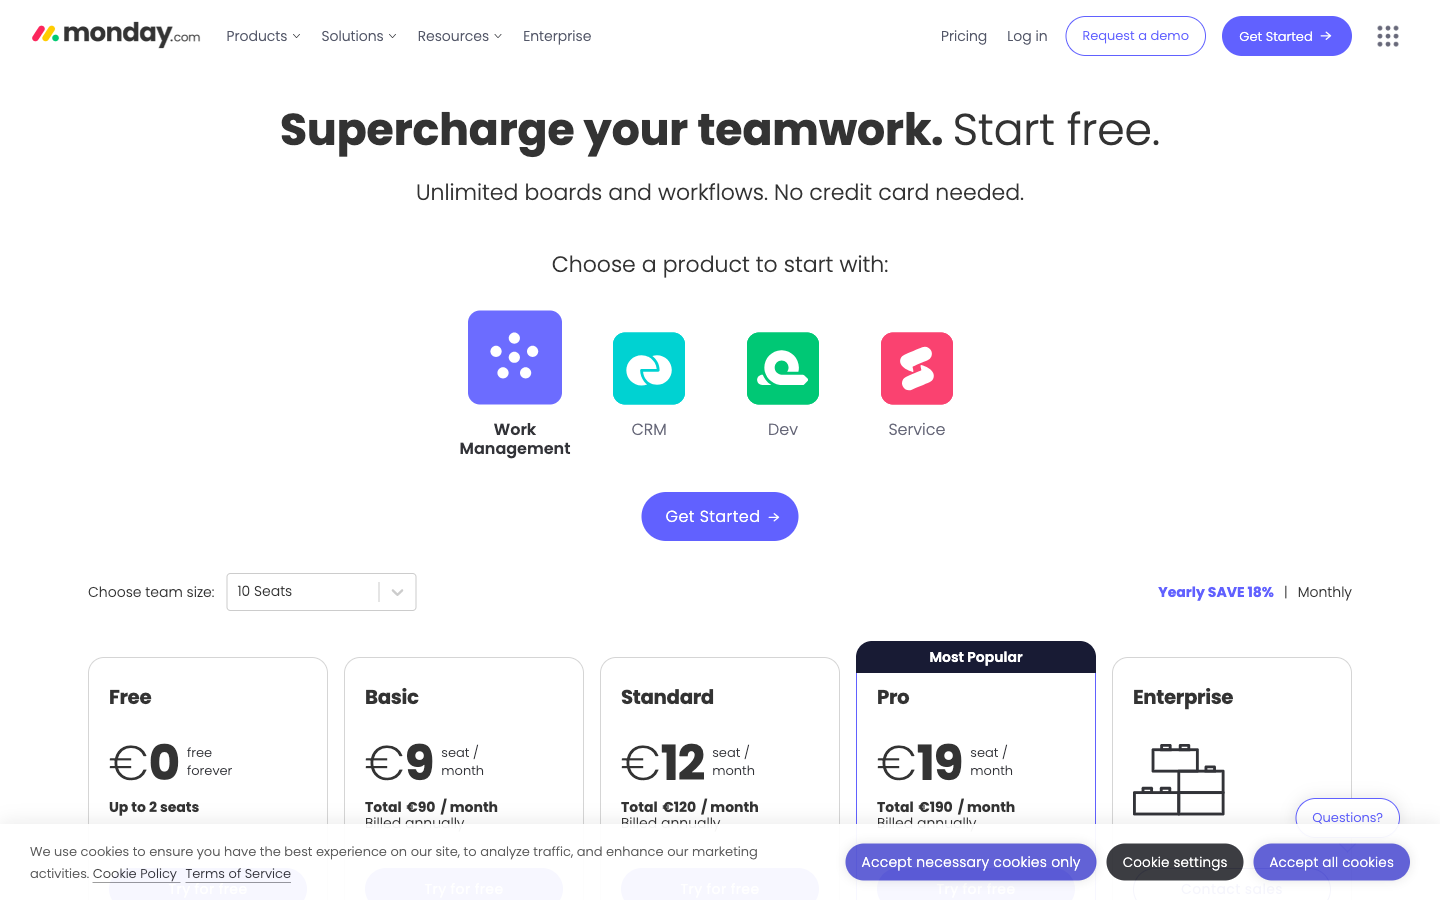 monday.com
Products
Solutions
Resources
Enterprise
Pricing
Log in
Request a demo
Get Started →
Supercharge your teamwork. Start free.
Unlimited boards and workflows. No credit card needed.
Choose a product to start with:
Work
Management
CRM
Dev
Service
Get Started →
Choose team size:
10 Seats
Yearly SAVE 18% | Monthly
Most Popular
Free
€0 free
forever
Up to 2 seats
Basic
€9 seat /
month
Total €90 / month
Billed annually
Standard
€12 seat /
month
Total €120 / month
Billed annually
Pro
€19 seat /
month
Total €190 / month
Billed annually
Enterprise
Questions?
We use cookies to ensure you have the best experience on our site, to analyze traffic, and enhance our marketing
activities. Cookie Policy Terms of Service
Accept necessary cookies only
Cookie settings
Accept all cookies
Try for free
Try for free
Try for free
Try for free
Contact sales